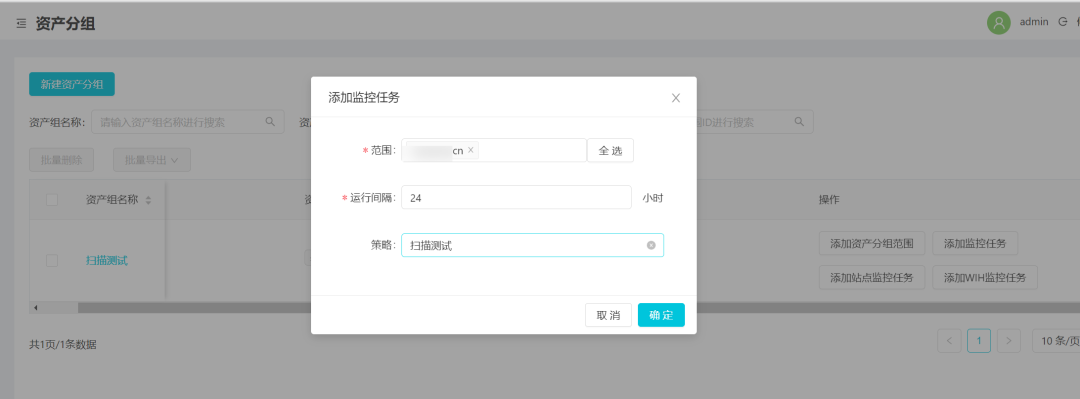 资产分组
admin
新建资产分组
资产组名称: 请输入资产组名称进行搜索
ID进行搜索
批量删除 批量导出
资产组名称 操作
扫描测试
添加资产分组范围 添加监控任务
添加站点监控任务 添加WIH监控任务
共1页/1条数据
1 10 条/页
添加监控任务
* 范围: cn × 全 选
* 运行间隔: 24 小时
策略: 扫描测试
取 消 确 定